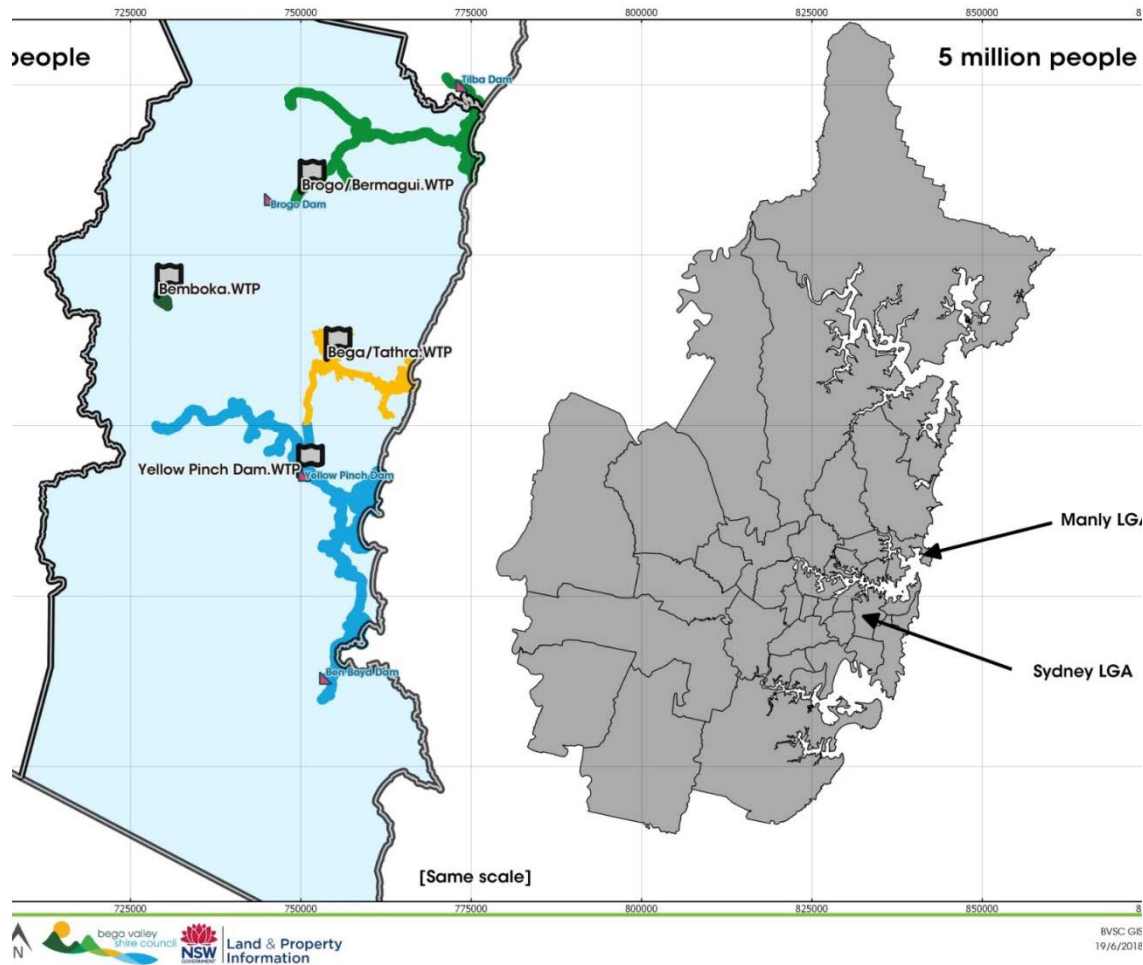 725000 750000 775000 800000 825000 850000
people
5 million people
Tilba Dam
Brogo/Bermagui.WTP
Brogo Dam
Bemboka.WTP
Bega/Tathra.WTP
Yellow Pinch Dam.WTP
Yellow Pinch Dam
Manly LGA
Sydney LGA
Ben Boyd Dam
[Same scale]
725000 750000 775000 800000 825000 850000
N
bega valley
shire council
NSW
GOVERNMENT
Land & Property
Information
BVSC GIS
19/6/2018